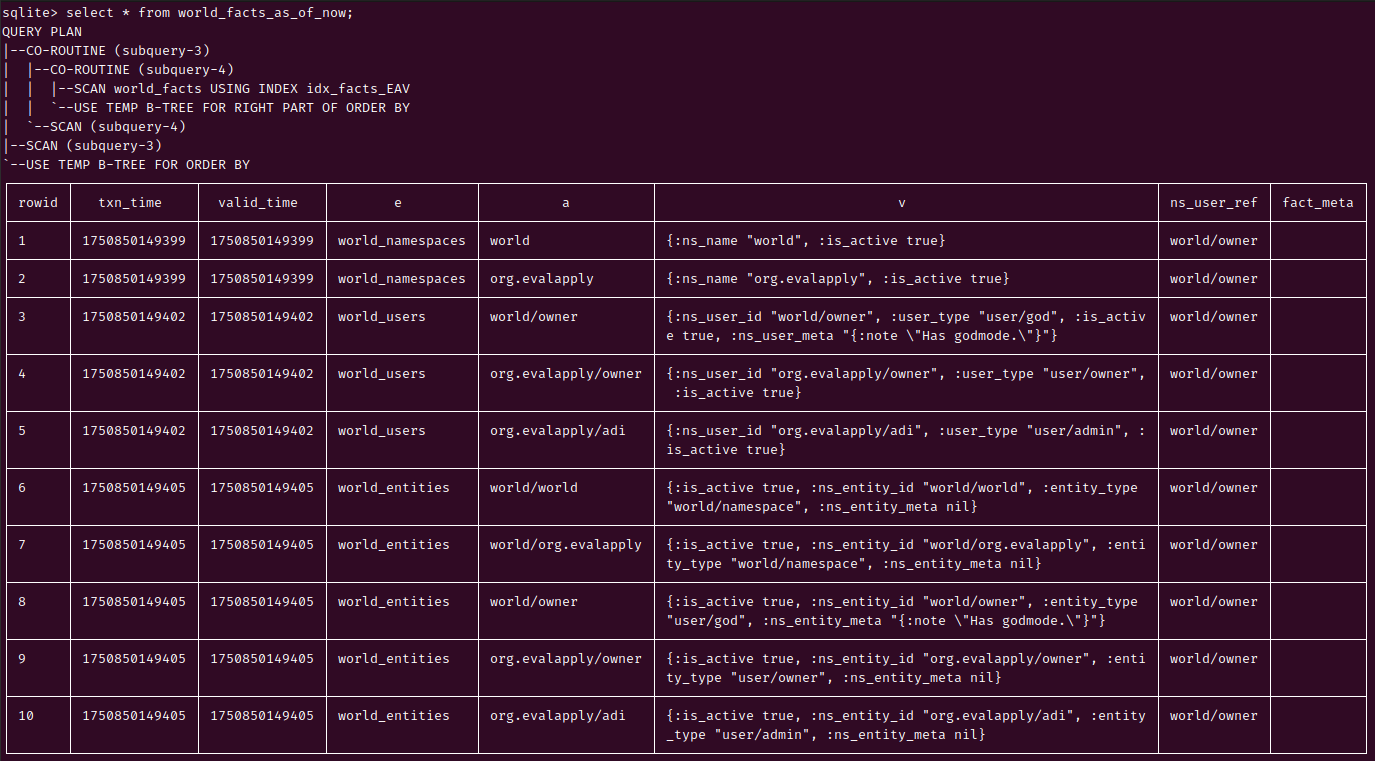 sqlite> select * from world_facts_as_of_now;
QUERY PLAN
|--CO-ROUTINE (subquery-3)
|  |--CO-ROUTINE (subquery-4)
|  |  |--SCAN world_facts USING INDEX idx_facts_EAV
|  |  `--USE TEMP B-TREE FOR RIGHT PART OF ORDER BY
|  `--SCAN (subquery-4)
|--SCAN (subquery-3)
`--USE TEMP B-TREE FOR ORDER BY
rowid txn_time valid_time e a v ns_user_ref fact_meta
1 1750850149399 1750850149399 world_namespaces world {:ns_name "world", :is_active true} world/owner
2 1750850149399 1750850149399 world_namespaces org.evalapply {:ns_name "org.evalapply", :is_active true} world/owner
3 1750850149402 1750850149402 world_users world/owner {:ns_user_id "world/owner", :user_type "user/god", :is_activ world/owner
e true, :ns_user_meta "{:note \"Has godmode.\"}"}
4 1750850149402 1750850149402 world_users org.evalapply/owner {:ns_user_id "org.evalapply/owner", :user_type "user/owner", world/owner
:is_active true}
5 1750850149402 1750850149402 world_users org.evalapply/adi {:ns_user_id "org.evalapply/adi", :user_type "user/admin", : world/owner
is_active true}
6 1750850149405 1750850149405 world_entities world/world {:is_active true, :ns_entity_id "world/world", :entity_type world/owner
"world/namespace", :ns_entity_meta nil}
7 1750850149405 1750850149405 world_entities world/org.evalapply {:is_active true, :ns_entity_id "world/org.evalapply", :enti world/owner
ty_type "world/namespace", :ns_entity_meta nil}
8 1750850149405 1750850149405 world_entities world/owner {:is_active true, :ns_entity_id "world/owner", :entity_type world/owner
"user/god", :ns_entity_meta "{:note \"Has godmode.\"}"}
9 1750850149405 1750850149405 world_entities org.evalapply/owner {:is_active true, :ns_entity_id "org.evalapply/owner", :enti world/owner
ty_type "user/owner", :ns_entity_meta nil}
10 1750850149405 1750850149405 world_entities org.evalapply/adi {:is_active true, :ns_entity_id "org.evalapply/adi", :entity world/owner
_type "user/admin", :ns_entity_meta nil}